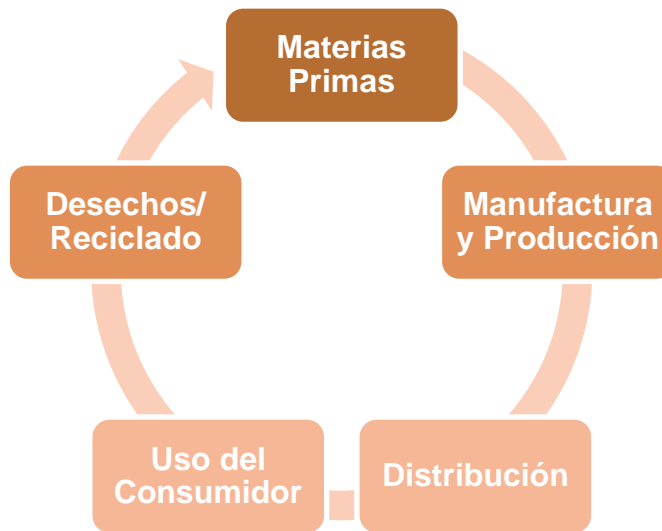 Materias
Primas
Manufactura
y Producción
Distribución
Uso del
Consumidor
Desechos/
Reciclado